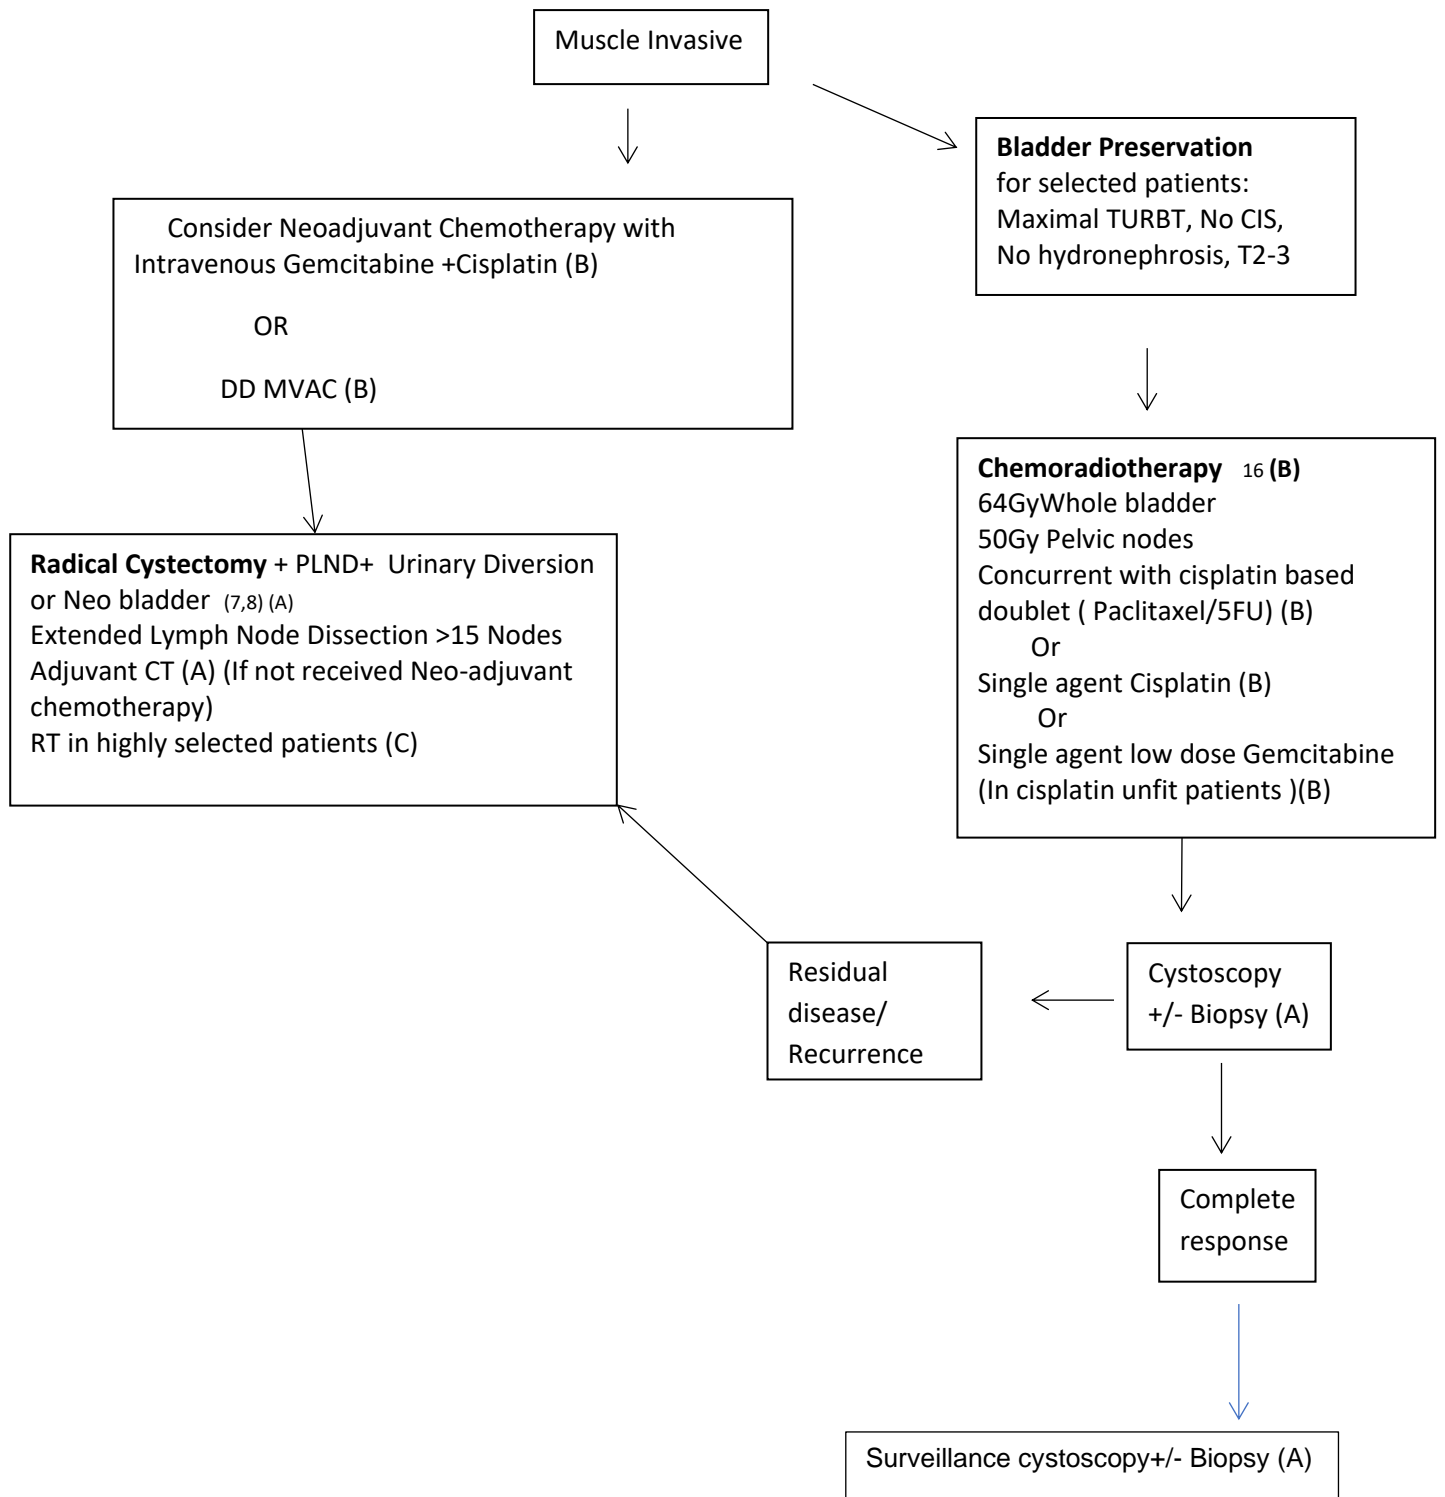 Muscle Invasive
Bladder Preservation
for selected patients:
Maximal TURBT, No CIS,
No hydronephrosis, T2-3
Consider Neoadjuvant Chemotherapy with
Intravenous Gemcitabine +Cisplatin (B)
OR
DD MVAC (B)
Chemoradiotherapy 16 (B)
64GyWhole bladder
50Gy Pelvic nodes
Concurrent with cisplatin based
doublet ( Paclitaxel/5FU) (B)
Or
Single agent Cisplatin (B)
Or
Single agent low dose Gemcitabine
(In cisplatin unfit patients )(B)
Radical Cystectomy + PLND+ Urinary Diversion
or Neo bladder (7,8) (A)
Extended Lymph Node Dissection >15 Nodes
Adjuvant CT (A) (If not received Neo-adjuvant
chemotherapy)
RT in highly selected patients (C)
Residual
disease/
Recurrence
Cystoscopy
+/- Biopsy (A)
Complete
response
Surveillance cystoscopy+/- Biopsy (A)